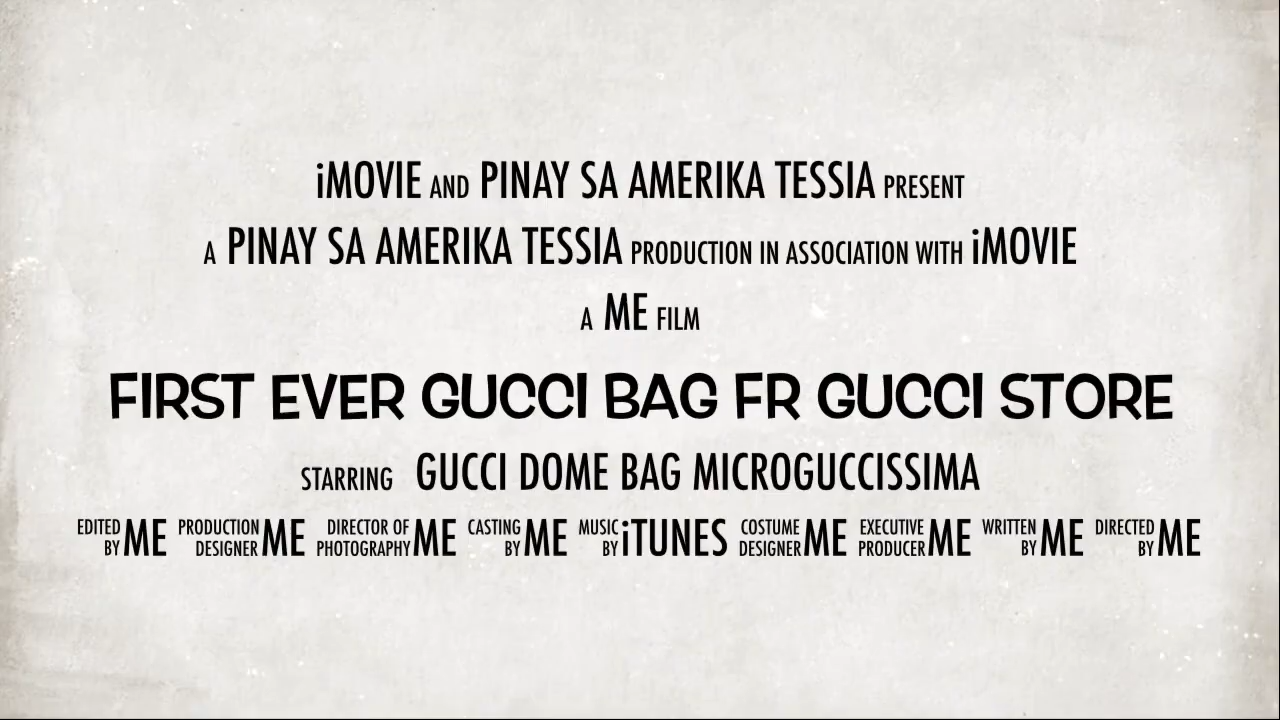 iMOVIE AND PINAY SA AMERIKA TESSIA PRESENT
A PINAY SA AMERIKA TESSIA PRODUCTION IN ASSOCIATION WITH iMOVIE
A ME FILM
FIRST EVER GUCCI BAG FR GUCCI STORE
STARRING GUCCI DOME BAG MICROGUCCISSIMA
EDITED BY ME PRODUCTION DESIGNER ME DIRECTOR OF PHOTOGRAPHY ME CASTING BY ME MUSIC BY iTUNES COSTUME DESIGNER ME EXECUTIVE PRODUCER ME WRITTEN BY ME DIRECTED BY ME